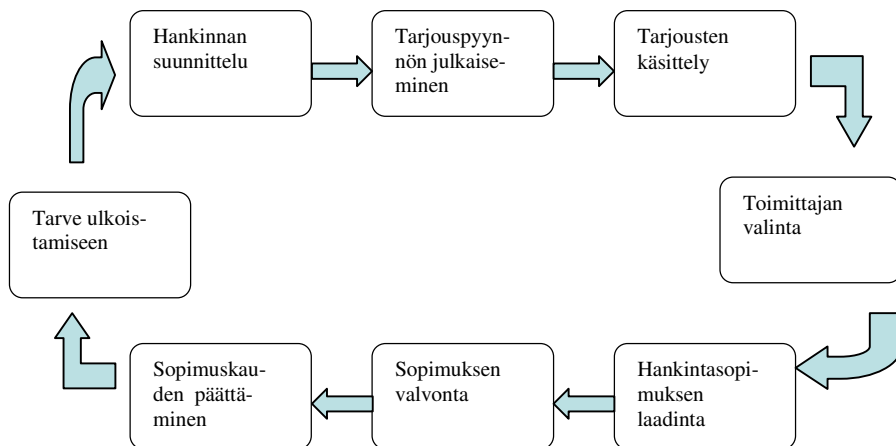 Hankinnan
suunnittelu
Tarjouspyyn-
nön julkaise-
minen
Tarjousten
käsittely
Toimittajan
valinta
Hankintasopi-
muksen
laadinta
Sopimuksen
valvonta
Sopimuskau-
den  päättä-
minen
Tarve ulkois-
tamiseen